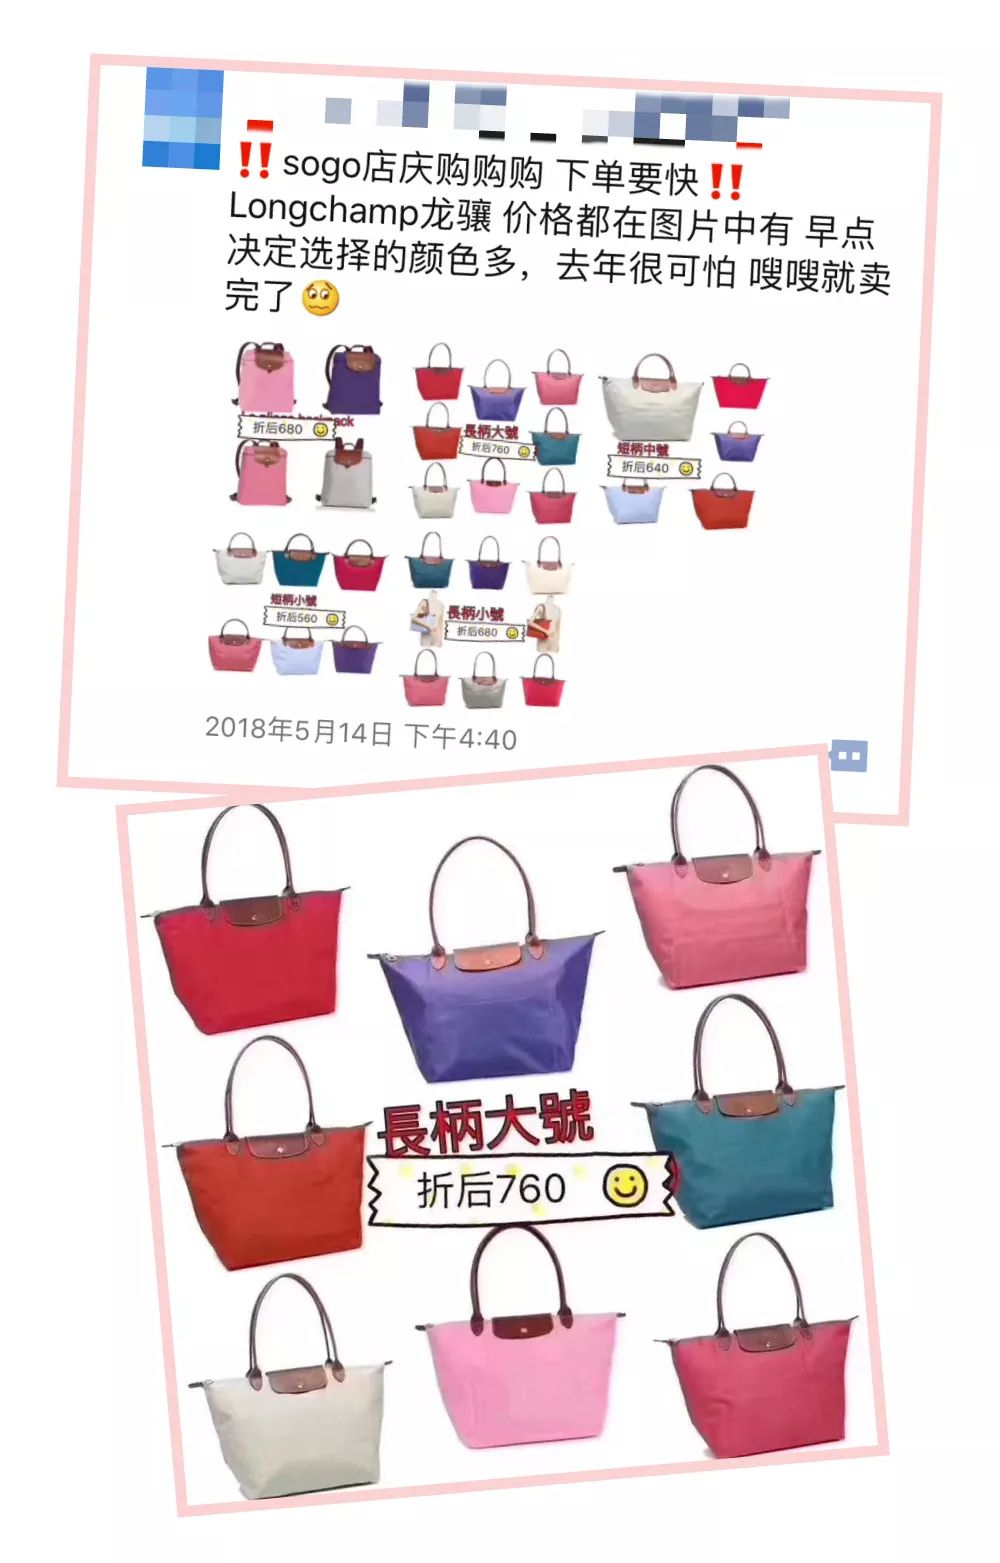 ‼️sogo店庆购购购 下单要快‼️
Longchamp龙骧 价格都在图片中有 早点
决定选择的颜色多，去年很可怕 嗖嗖就卖
完了😖
折后680
長柄大號
折后760
短柄中號
折后640
短柄小號
折后560
長柄小號
折后680
2018年5月14日 下午4:40
長柄大號
折后760